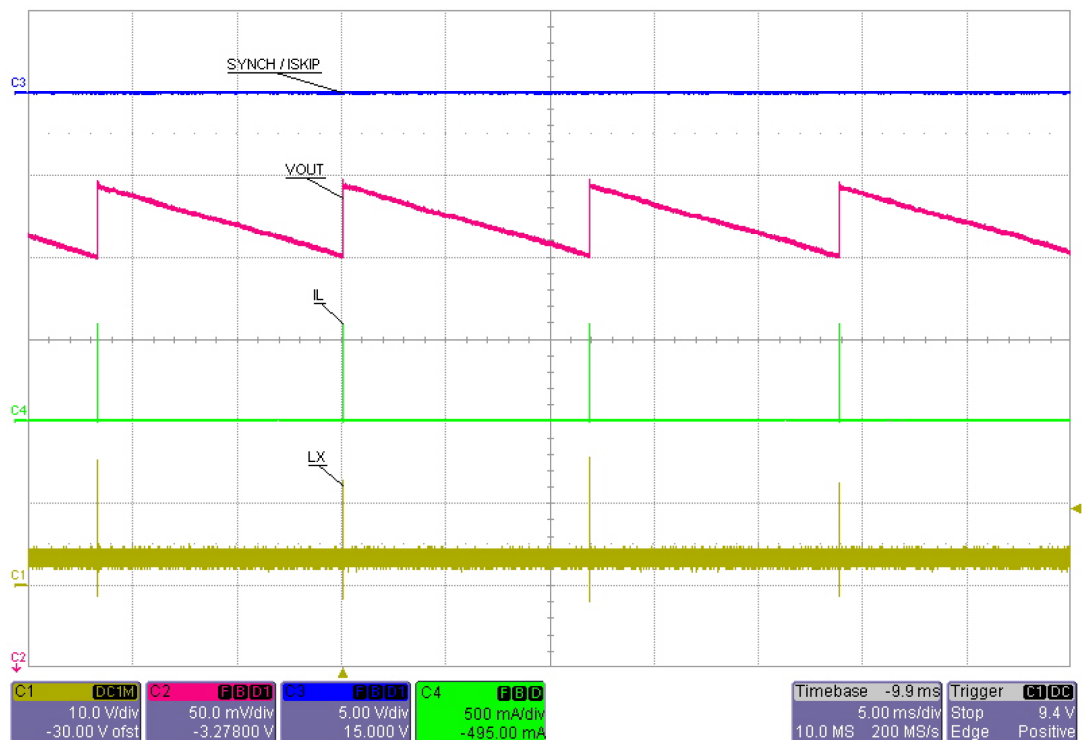 SYNCH / ISKIP
C3
VOUT
IL
C4
LX
C1
C2
C1 DC1M
10.0 V/div
-30.00 V ofst
C2 F B D1
50.0 mV/div
-3.27800 V
C3 F B D1
5.00 V/div
15.000 V
C4 F B D
500 mA/div
-495.00 mA
Timebase -9.9 ms
5.00 ms/div
10.0 MS 200 MS/s
Trigger C1 DC
Stop 9.4 V
Edge Positive